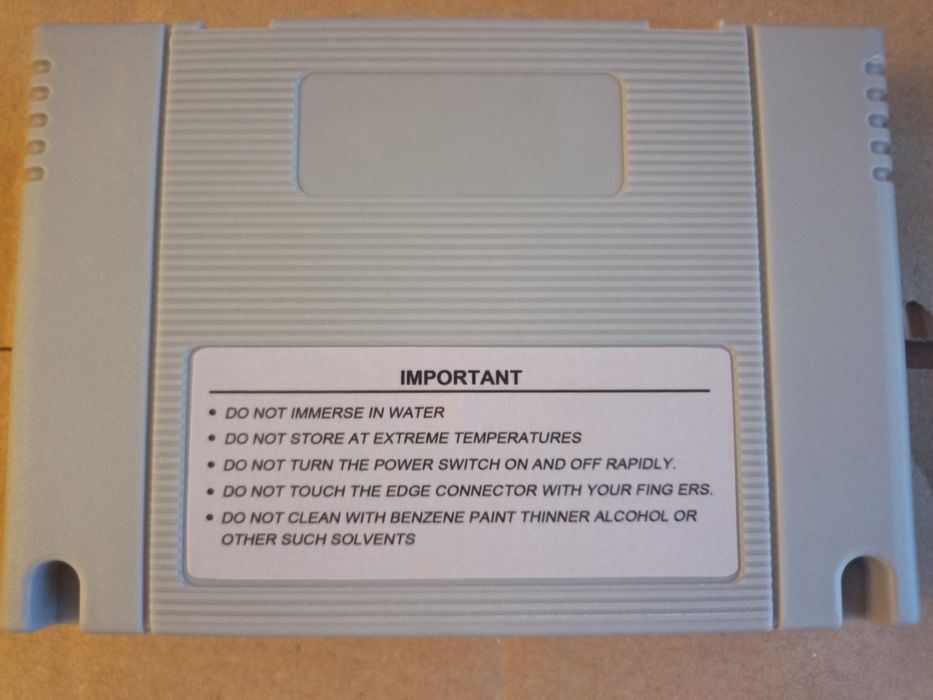 IMPORTANT
• DO NOT IMMERSE IN WATER
• DO NOT STORE AT EXTREME TEMPERATURES
• DO NOT TURN THE POWER SWITCH ON AND OFF RAPIDLY.
• DO NOT TOUCH THE EDGE CONNECTOR WITH YOUR FING ERS.
• DO NOT CLEAN WITH BENZENE PAINT THINNER ALCOHOL OR
OTHER SUCH SOLVENTS